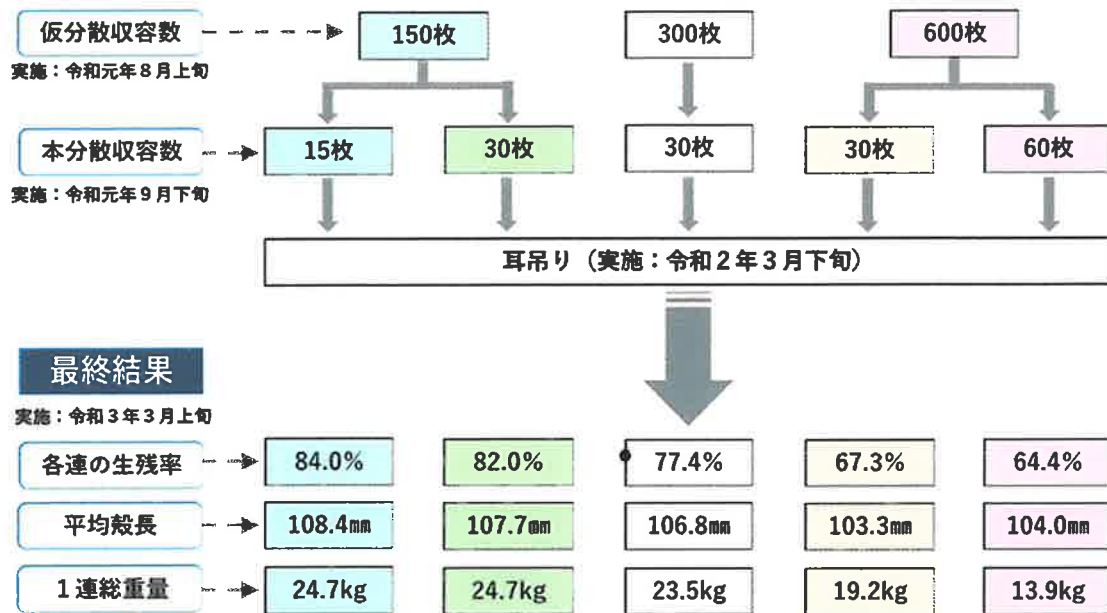 仮分散収容数
150枚
300枚
600枚
実施：令和元年８月上旬
本分散収容数
15枚
30枚
30枚
30枚
60枚
実施：令和元年９月下旬
耳吊り（実施：令和２年３月下旬）
最終結果
実施：令和３年３月上旬
各連の生残率
84.0%
82.0%
77.4%
67.3%
64.4%
平均殻長
108.4㎜
107.7㎜
106.8㎜
103.3㎜
104.0㎜
１連総重量
24.7kg
24.7kg
23.5kg
19.2kg
13.9kg